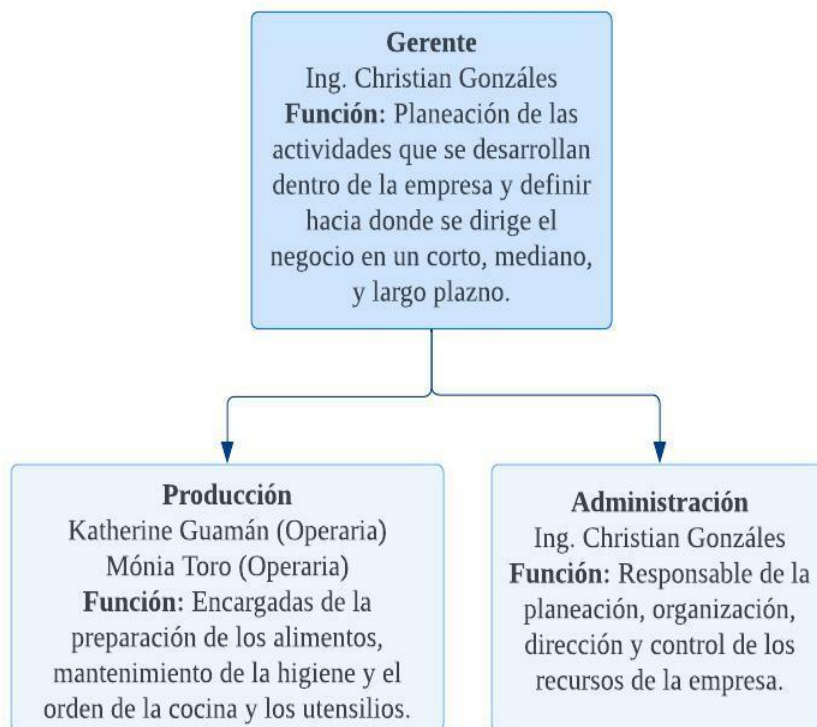 Gerente
Ing. Christian Gonzáles
Función: Planeación de las
actividades que se desarrollan
dentro de la empresa y definir
hacia donde se dirige el
negocio en un corto, mediano,
y largo plazno.
Producción
Katherine Guamán (Operaria)
Mónia Toro (Operaria)
Función: Encargadas de la
preparación de los alimentos,
mantenimiento de la higiene y el
orden de la cocina y los utensilios.
Administración
Ing. Christian Gonzáles
Función: Responsable de la
planeación, organización,
dirección y control de los
recursos de la empresa.